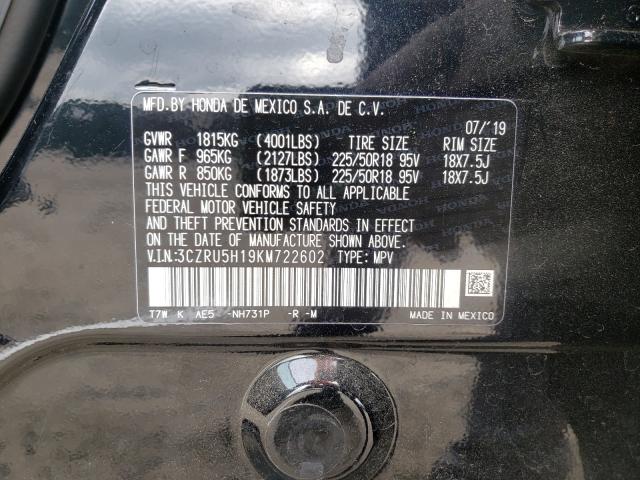 MFD.BY HONDA DE MEXICO S.A. DE C.V.
07/'19
GVWR 1815KG (4001LBS) TIRE SIZE RIM SIZE
GAWR F 965KG (2127LBS) 225/50R18 95V 18X7.5J
GAWR R 850KG (1873LBS) 225/50R18 95V 18X7.5J
THIS VEHICLE CONFORMS TO ALL APPLICABLE
FEDERAL MOTOR VEHICLE SAFETY
AND THEFT PREVENTION STANDARDS IN EFFECT
ON THE DATE OF MANUFACTURE SHOWN ABOVE.
V.I.N:3CZRU5H19KM722602 TYPE: MPV
T7W K AE5 -NH731P -R -M MADE IN MEXICO